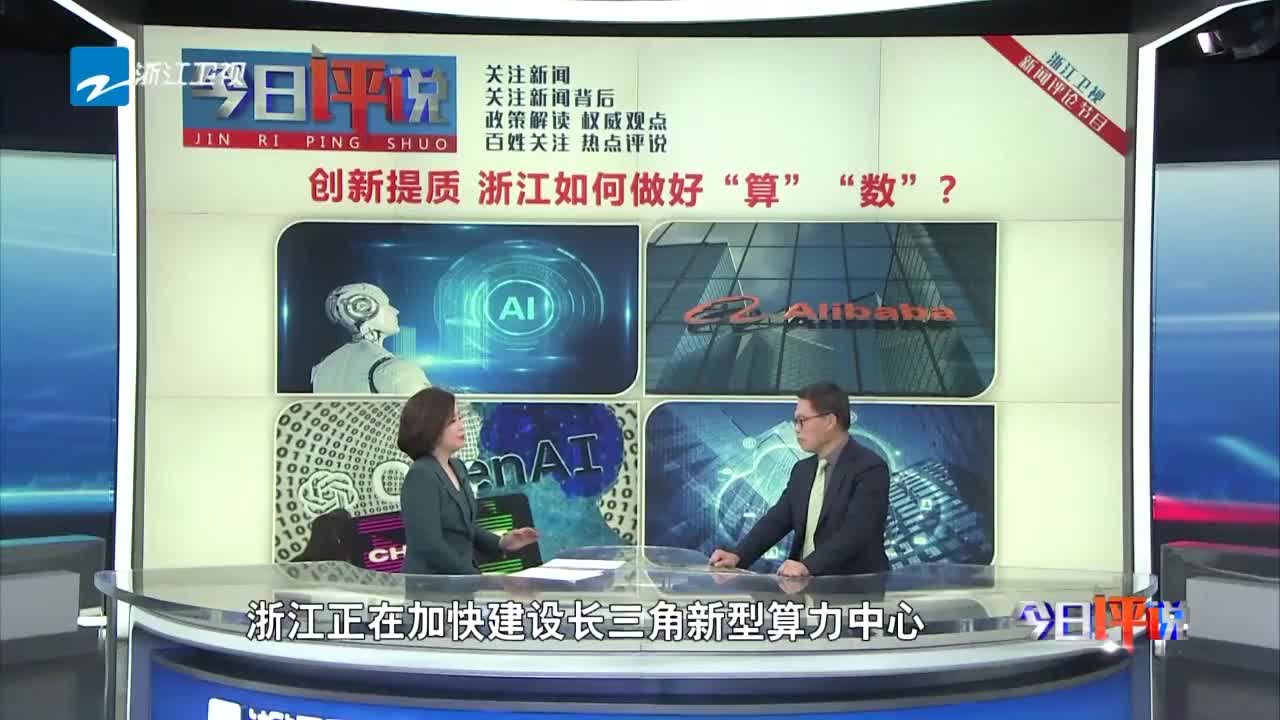 浙江卫视
今日评说
JIN RI PING SHUO
关注新闻
关注新闻背后
政策解读 权威观点
百姓关注 热点评说
浙江卫视
新闻评论节目
创新提质 浙江如何做好“算”“数”？
AI
Alibaba
enAI
CH
浙江正在加快建设长三角新型算力中心
今日评说